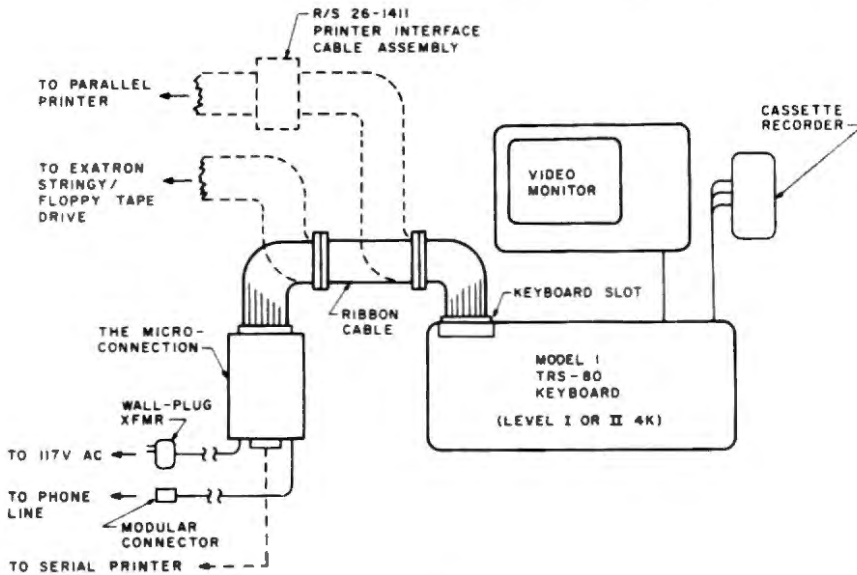 R/S 26-1411
PRINTER INTERFACE
CABLE ASSEMBLY
TO PARALLEL
PRINTER
CASSETTE
RECORDER
TO EXATRON
STRINGY/
FLOPPY TAPE
DRIVE
VIDEO
MONITOR
KEYBOARD SLOT
RIBBON
CABLE
THE MICRO-
CONNECTION
MODEL I
TRS-80
KEYBOARD
(LEVEL I OR II 4K)
WALL-PLUG
XFMR
TO 117V AC
TO PHONE
LINE
MODULAR
CONNECTOR
TO SERIAL PRINTER